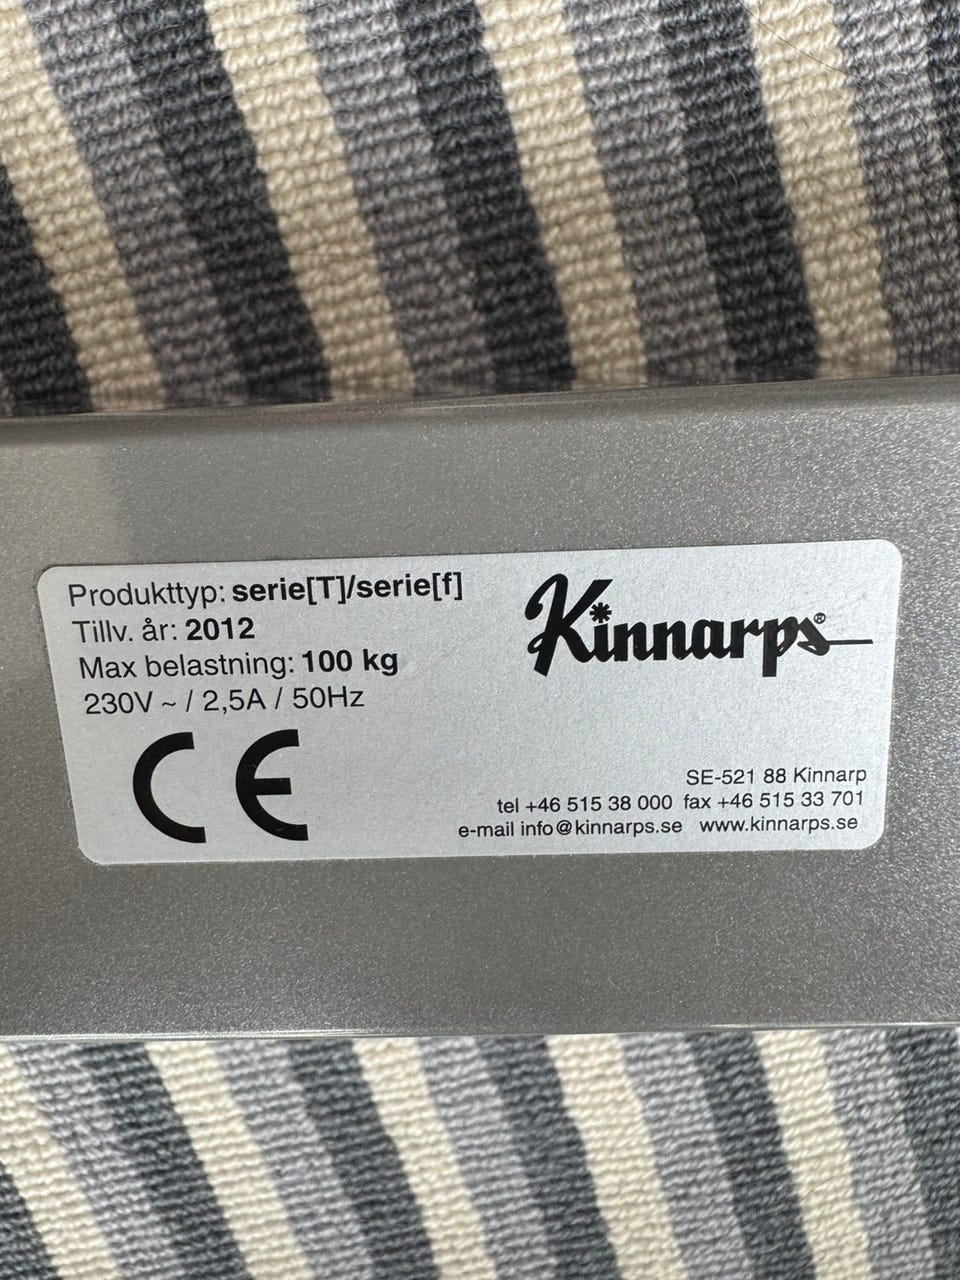 Produkttyp: serie[T]/serie[f]
Tillv. år: 2012
Max belastning: 100 kg
230V ~ / 2,5A / 50Hz
CE
Kinnarps®
SE-521 88 Kinnarp
tel +46 515 38 000 fax +46 515 33 701
e-mail info@kinnarps.se www.kinnarps.se